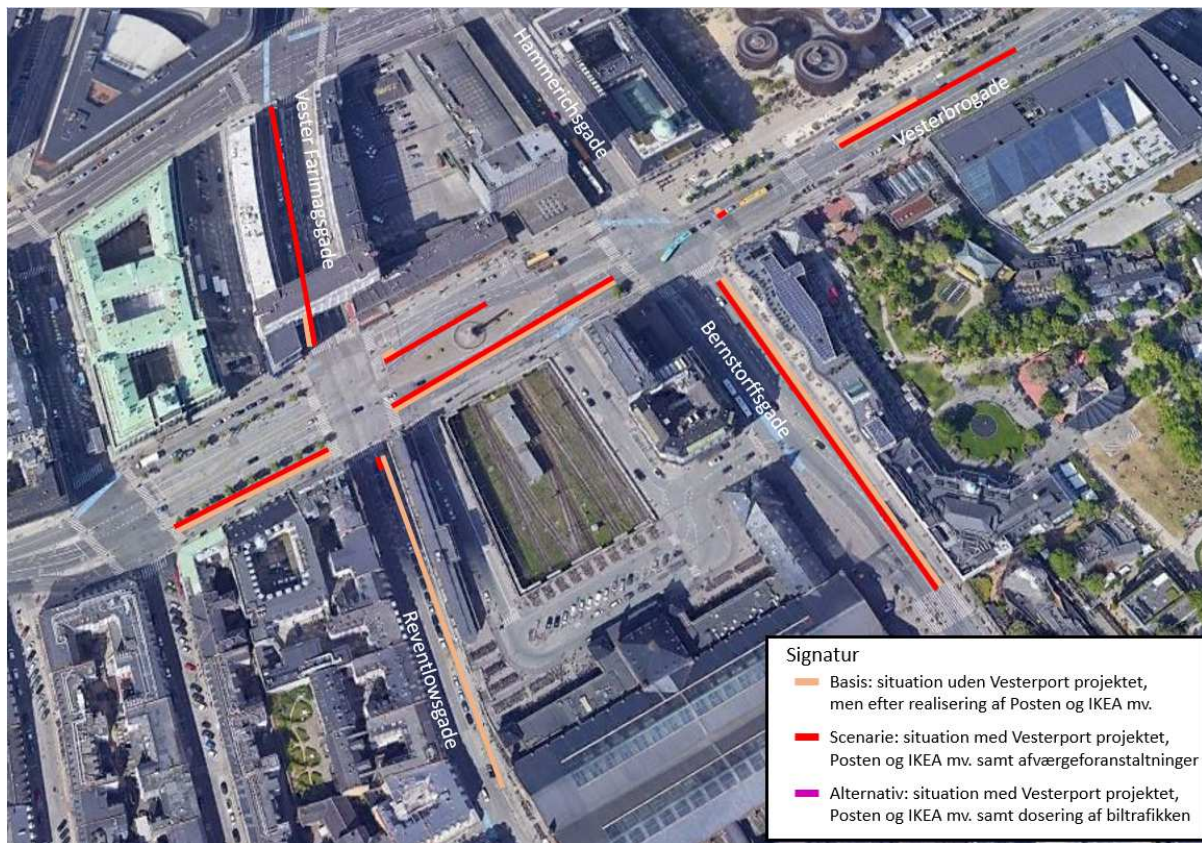 Hammerichsgade
Vester Farimagsgade
Vesterbrogade
Bernstorffsgade
Reventlowsgade
Signatur
Basis: situation uden Vesterport projektet,
men efter realisering af Posten og IKEA mv.
Scenarie: situation med Vesterport projektet,
Posten og IKEA mv. samt afværgeforanstaltninger
Alternativ: situation med Vesterport projektet,
Posten og IKEA mv. samt dosering af biltrafikken